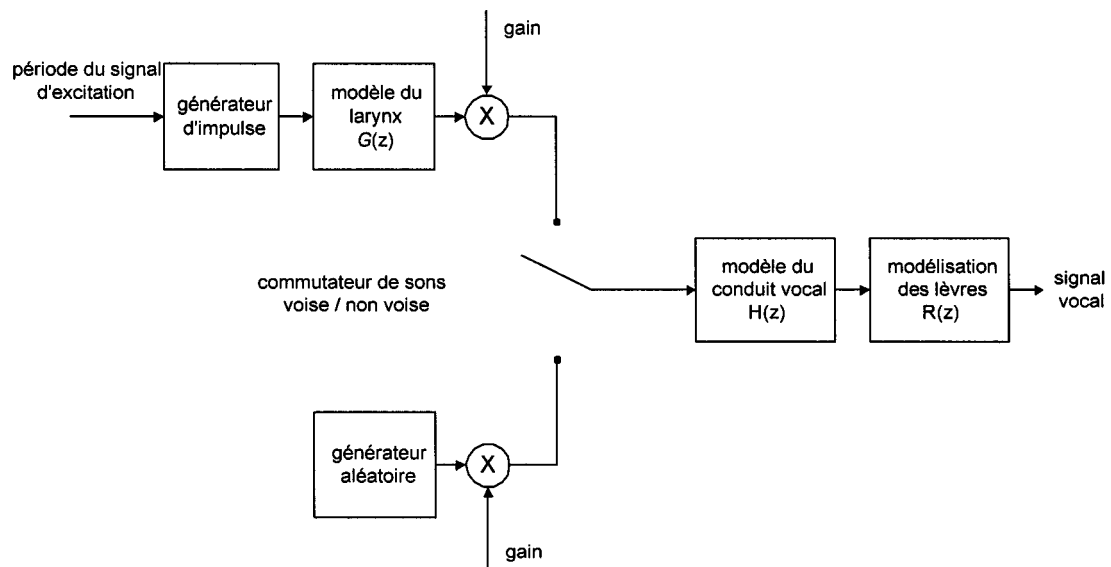 gain
période du signal
d'excitation
générateur
d'impulse
modèle du
larynx
G(z)
X
commutateur de sons
voise / non voise
modèle du
conduit vocal
H(z)
modélisation
des lèvres
R(z)
signal
vocal
générateur
aléatoire
X
gain